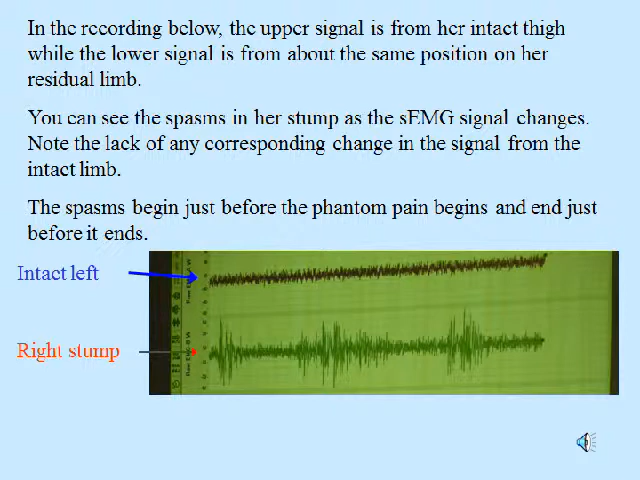 In the recording below, the upper signal is from her intact thigh
while the lower signal is from about the same position on her
residual limb.
You can see the spasms in her stump as the sEMG signal changes.
Note the lack of any corresponding change in the signal from the
intact limb.
The spasms begin just before the phantom pain begins and end just
before it ends.
Intact left
Right stump